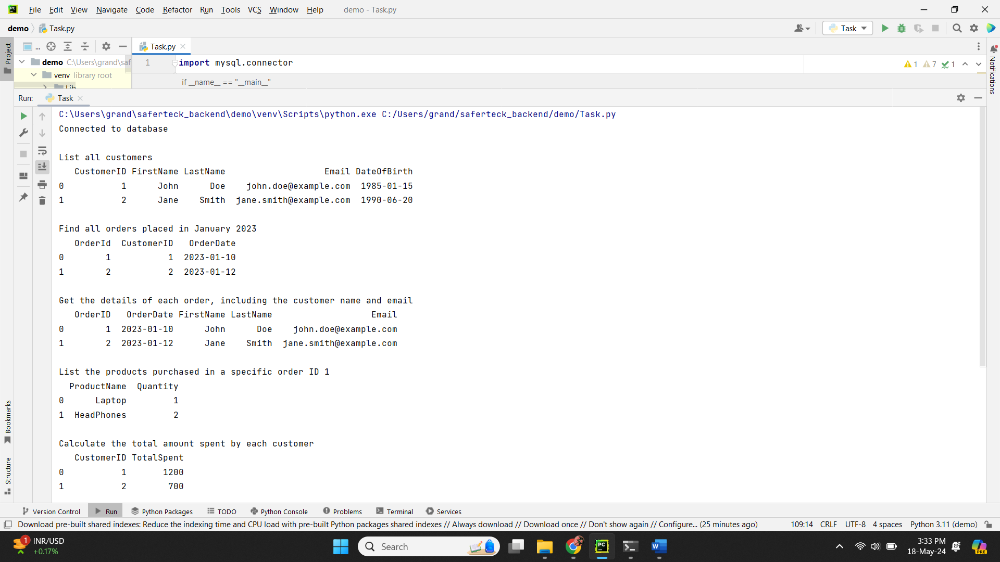 File Edit View Navigate Code Refactor Run Tools VCS Window Help demo - Task.py
demo Task.py Task
Project ... Task.py
demo C:\Users\grand\saf 1 import mysql.connector 1 7 1
venv library root
Lib if __name__ == "__main__"
Notifications
Run: Task
C:\Users\grand\saferteck_backend\demo\venv\Scripts\python.exe C:/Users/grand/saferteck_backend/demo/Task.py
Connected to database
List all customers
CustomerID FirstName LastName Email DateOfBirth
0 1 John Doe john.doe@example.com 1985-01-15
1 2 Jane Smith jane.smith@example.com 1990-06-20
Find all orders placed in January 2023
OrderId CustomerID OrderDate
0 1 1 2023-01-10
1 2 2 2023-01-12
Get the details of each order, including the customer name and email
OrderID OrderDate FirstName LastName Email
0 1 2023-01-10 John Doe john.doe@example.com
1 2 2023-01-12 Jane Smith jane.smith@example.com
List the products purchased in a specific order ID 1
ProductName Quantity
0 Laptop 1
1 HeadPhones 2
Calculate the total amount spent by each customer
CustomerID TotalSpent
0 1 1200
1 2 700
Bookmarks
Structure
Version Control Run Python Packages TODO Python Console Problems Terminal Services
Download pre-built shared indexes: Reduce the indexing time and CPU load with pre-built Python packages shared indexes // Always download // Download once // Don't show again // Configure... (25 minutes ago) 109:14 CRLF UTF-8 4 spaces Python 3.11 (demo)
1 INR/USD
+0.17%
Search
PC
W
3:33 PM
18-May-24
PRE